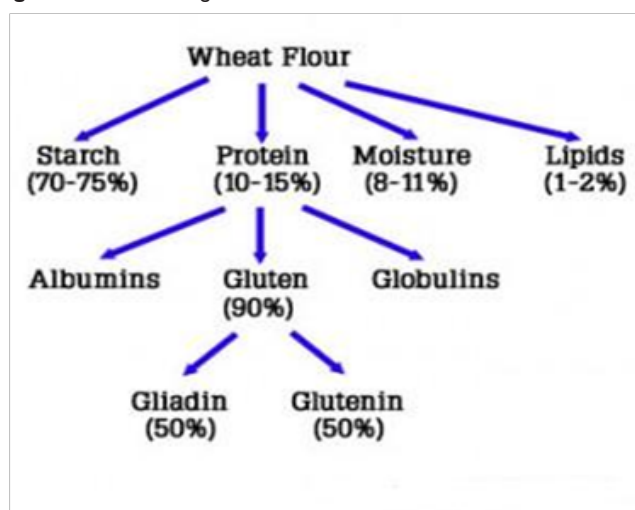 Wheat Flour
Starch Protein Moisture Lipids
(70-75%) (10-15%) (8-11%) (1-2%)
Albumins Gluten Globulins
(90%)
Gliadin Glutenin
(50%) (50%)